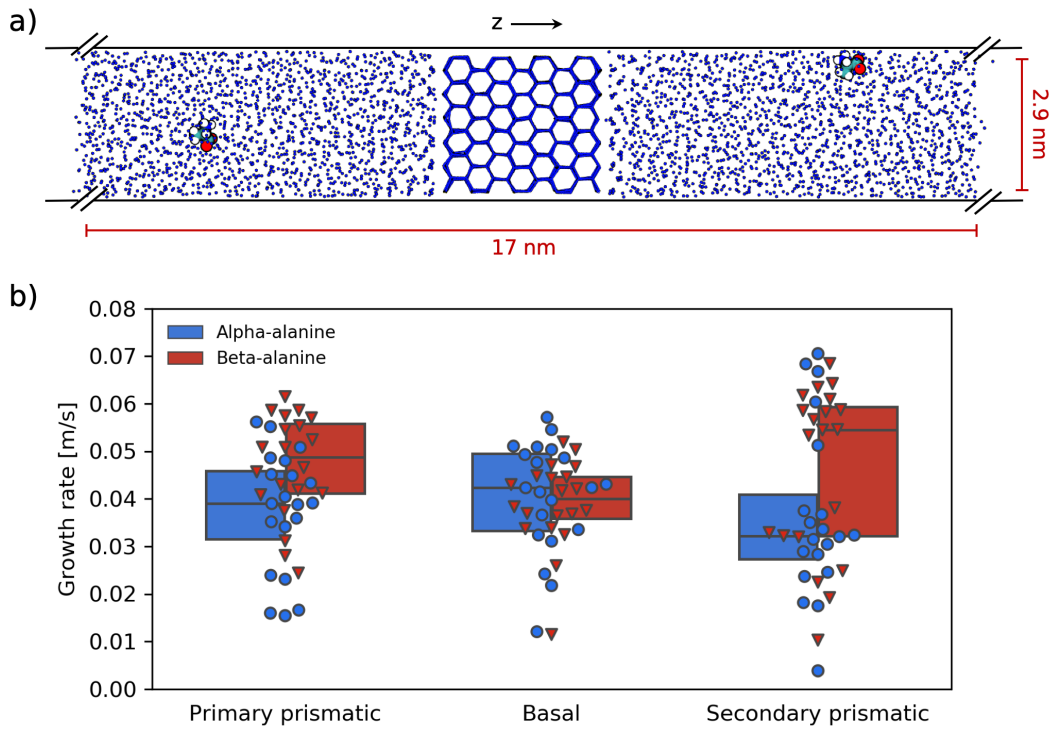 a)
z
2.9 nm
17 nm
b)
0.08
0.07
0.06
0.05
0.04
0.03
0.02
0.01
0.00
Growth rate [m/s]
Alpha-alanine
Beta-alanine
Primary prismatic
Basal
Secondary prismatic